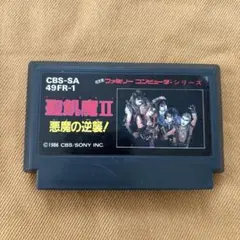 CBS-SA
49FR-1
ファミリー コンピュータ・シリーズ
聖飢魔II
悪魔の逆襲!
©1986 CBS/SONY INC.